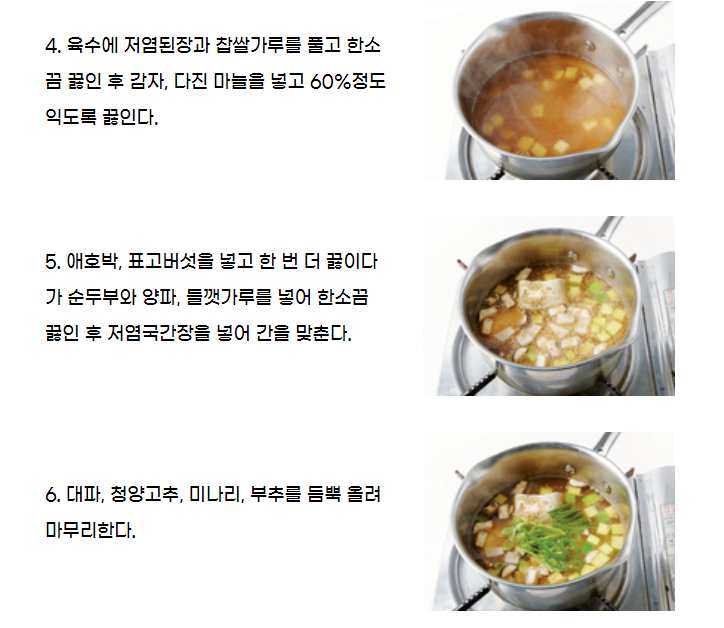 4. 육수에 저염된장과 찹쌀가루를 풀고 한소
끔 끓인 후 감자, 다진 마늘을 넣고 60%정도
익도록 끓인다.
5. 애호박, 표고버섯을 넣고 한 번 더 끓이다
가 순두부와 양파, 들깻가루를 넣어 한소끔
끓인 후 저염국간장을 넣어 간을 맞춘다.
6. 대파, 청양고추, 미나리, 부추를 듬뿍 올려
마무리한다.